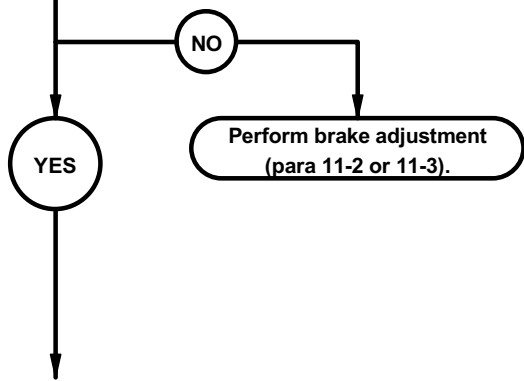 NO
YES
Perform brake adjustment
(para 11-2 or 11-3).